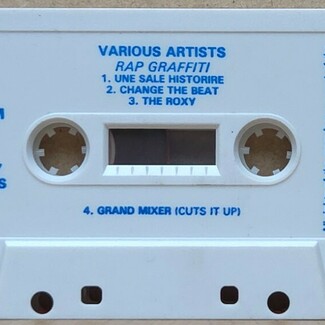 VARIOUS ARTISTS
RAP GRAFFITI
1. UNE SALE HISTORIRE
2. CHANGE THE BEAT
3. THE ROXY
4. GRAND MIXER (CUTS IT UP)